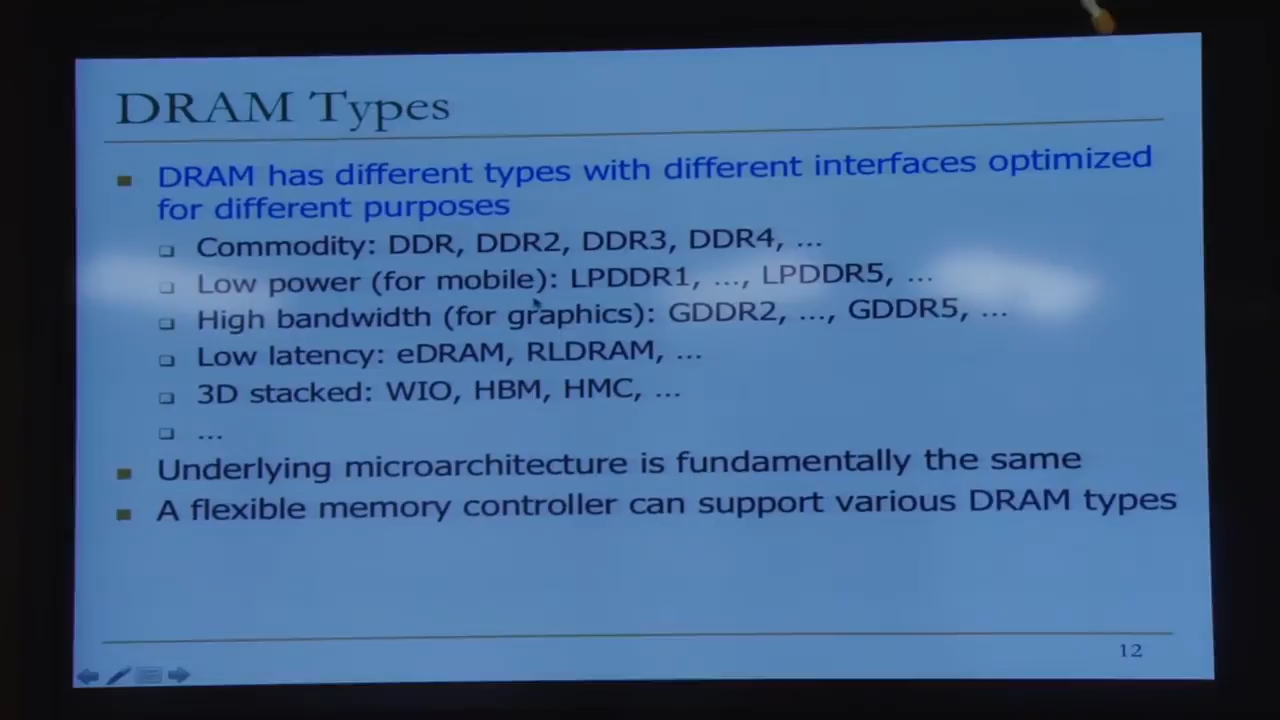 DRAM Types
DRAM has different types with different interfaces optimized
for different purposes
Commodity: DDR, DDR2, DDR3, DDR4, ...
Low power (for mobile): LPDDR1, ..., LPDDR5, ...
High bandwidth (for graphics): GDDR2, ..., GDDR5, ...
Low latency: eDRAM, RLDRAM, ...
3D stacked: WIO, HBM, HMC, ...
...
Underlying microarchitecture is fundamentally the same
A flexible memory controller can support various DRAM types
12